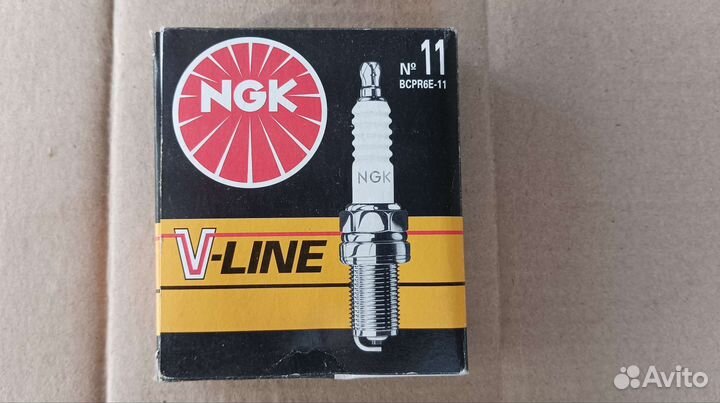 NGK
Nº 11
BCPR6E-11
NGK
V-LINE
Avito